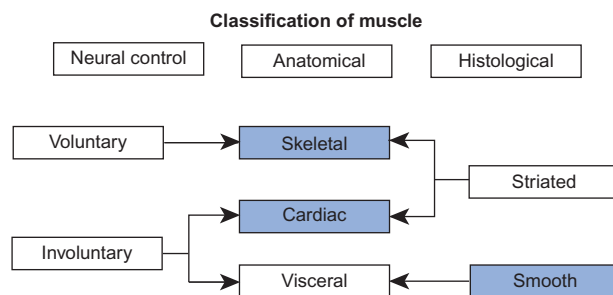 Classification of muscle
Neural control
Anatomical
Histological
Voluntary
Skeletal
Striated
Cardiac
Involuntary
Visceral
Smooth